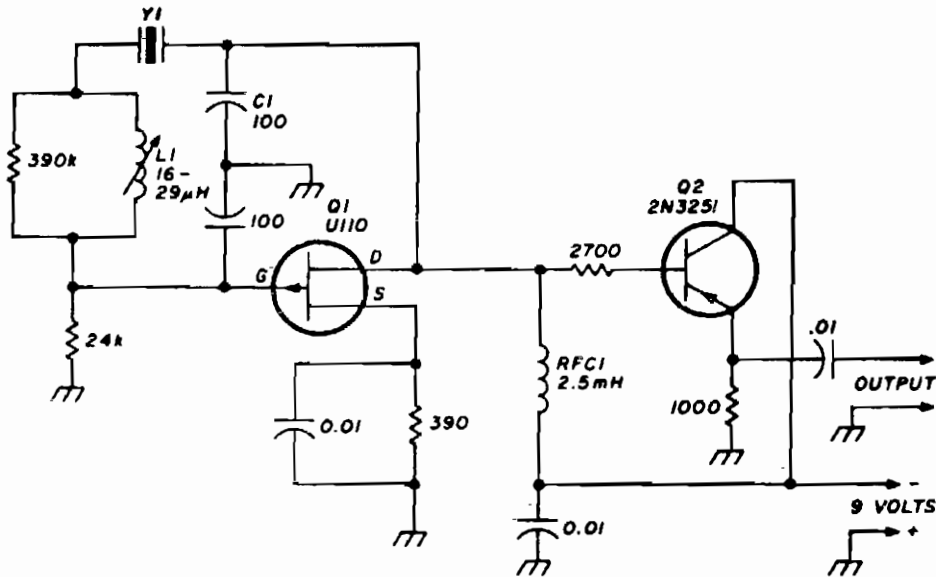 Y1
C1
100
390k
L1
16-
29μH
100
Q1
U110
G
D
S
24k
0.01
390
2700
Q2
2N3251
RFC1
2.5mH
.01
OUTPUT
1000
-
9 VOLTS
+
0.01